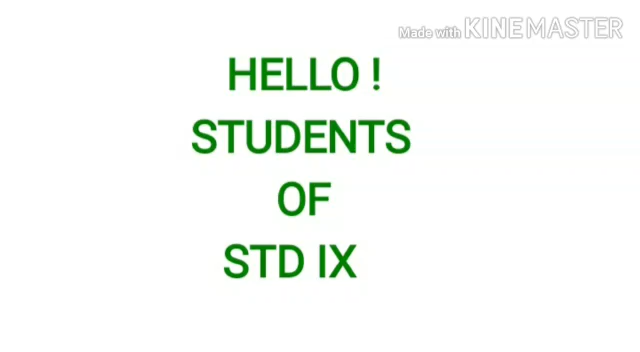 Made with KINEMASTER
HELLO !
STUDENTS
OF
STD IX